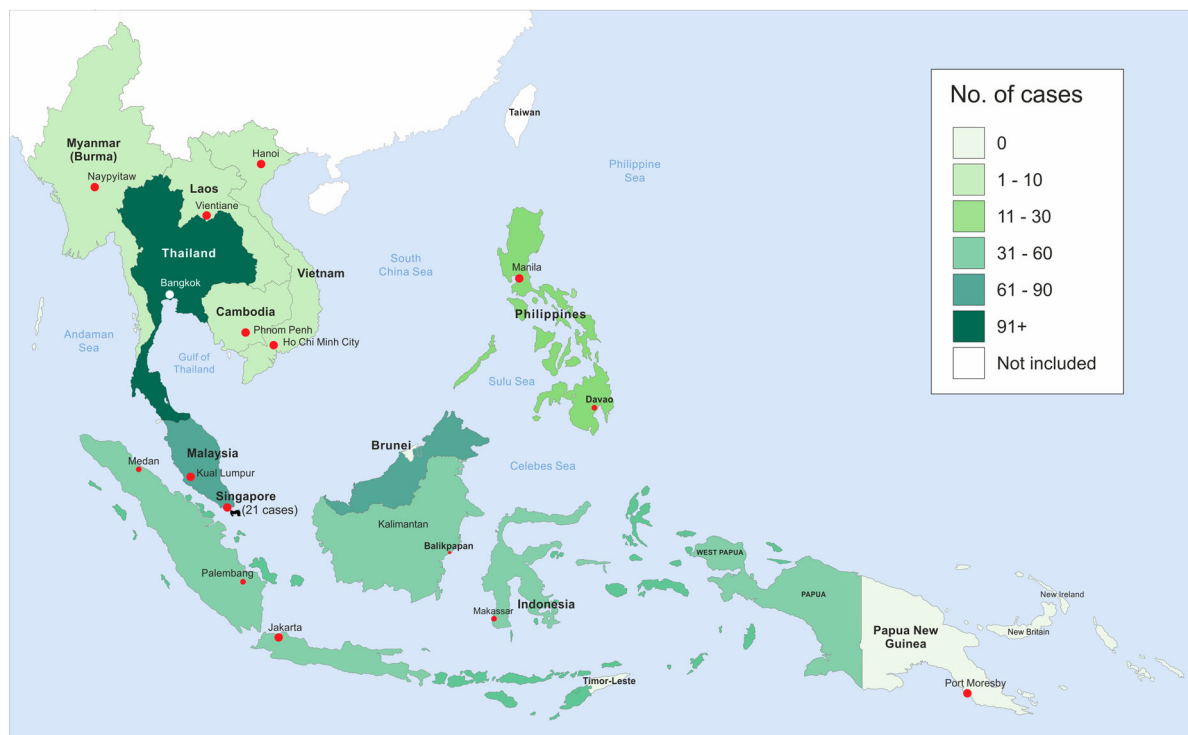 No. of cases
0
1 - 10
11 - 30
31 - 60
61 - 90
91+
Not included
Taiwan
Myanmar
(Burma)
Naypyitaw
Hanoi
Laos
Vientiane
Philippine
Sea
Thailand
Bangkok
South
China Sea
Vietnam
Manila
Cambodia
Philippines
Phnom Penh
Ho Chi Minh City
Andaman
Sea
Gulf of
Thailand
Sulu Sea
Davao
Brunei
Malaysia
Medan
Kual Lumpur
Celebes Sea
Singapore
(21 cases)
Kalimantan
Balikpapan
WEST PAPUA
Palembang
Makassar
Indonesia
PAPUA
New Ireland
Jakarta
New Britain
Papua New
Guinea
Timor-Leste
Port Moresby